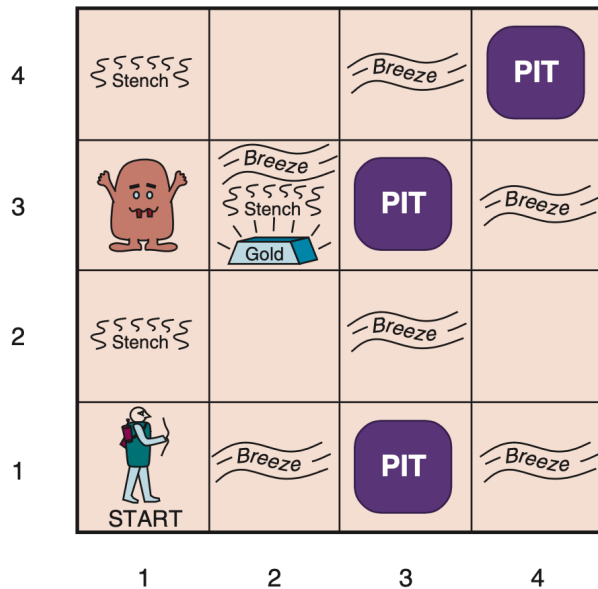 4
Stench
Breeze
PIT
3
Breeze
Stench
Gold
PIT
Breeze
2
Stench
Breeze
1
START
Breeze
PIT
Breeze
1 2 3 4